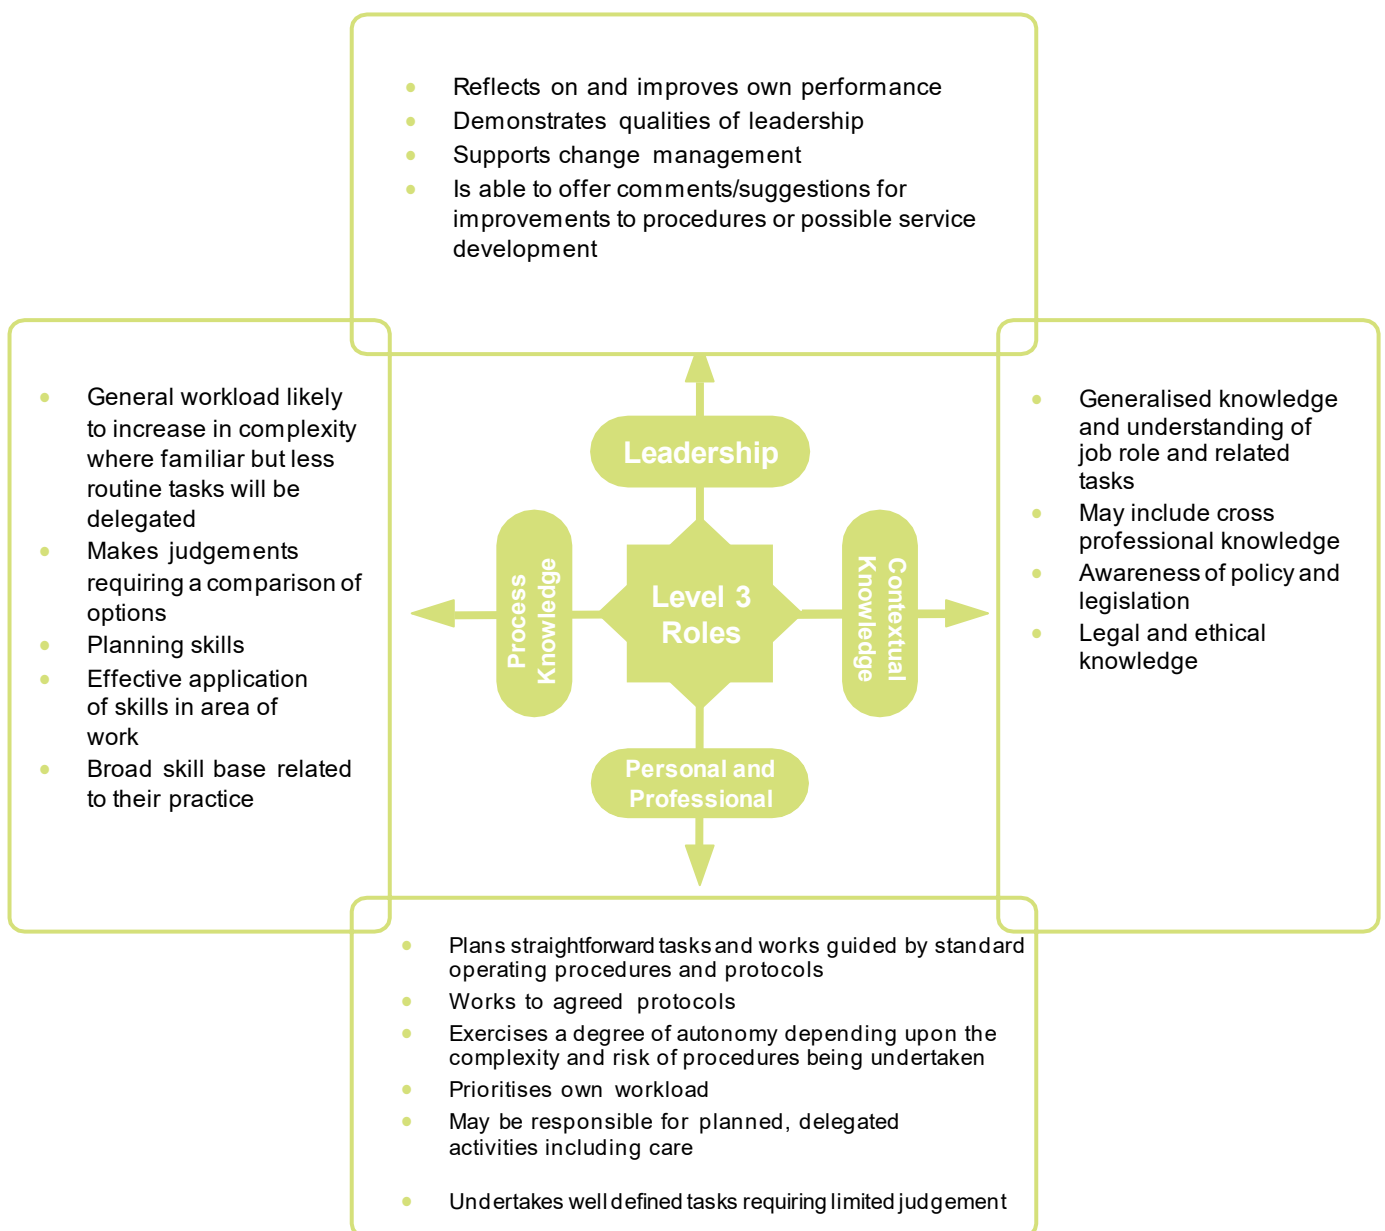 Reflects on and improves own performance
Demonstrates qualities of leadership
Supports change management
Is able to offer comments/suggestions for
improvements to procedures or possible service
development
General workload likely
to increase in complexity
where familiar but less
routine tasks will be
delegated
Makes judgements
requiring a comparison of
options
Planning skills
Effective application
of skills in area of
work
Broad skill base related
to their practice
Leadership
Process
Knowledge
Level 3
Roles
Contextual
Knowledge
Personal and
Professional
Generalised knowledge
and understanding of
job role and related
tasks
May include cross
professional knowledge
Awareness of policy and
legislation
Legal and ethical
knowledge
Plans straightforward tasks and works guided by standard
operating procedures and protocols
Works to agreed protocols
Exercises a degree of autonomy depending upon the
complexity and risk of procedures being undertaken
Prioritises own workload
May be responsible for planned, delegated
activities including care
Undertakes well defined tasks requiring limited judgement